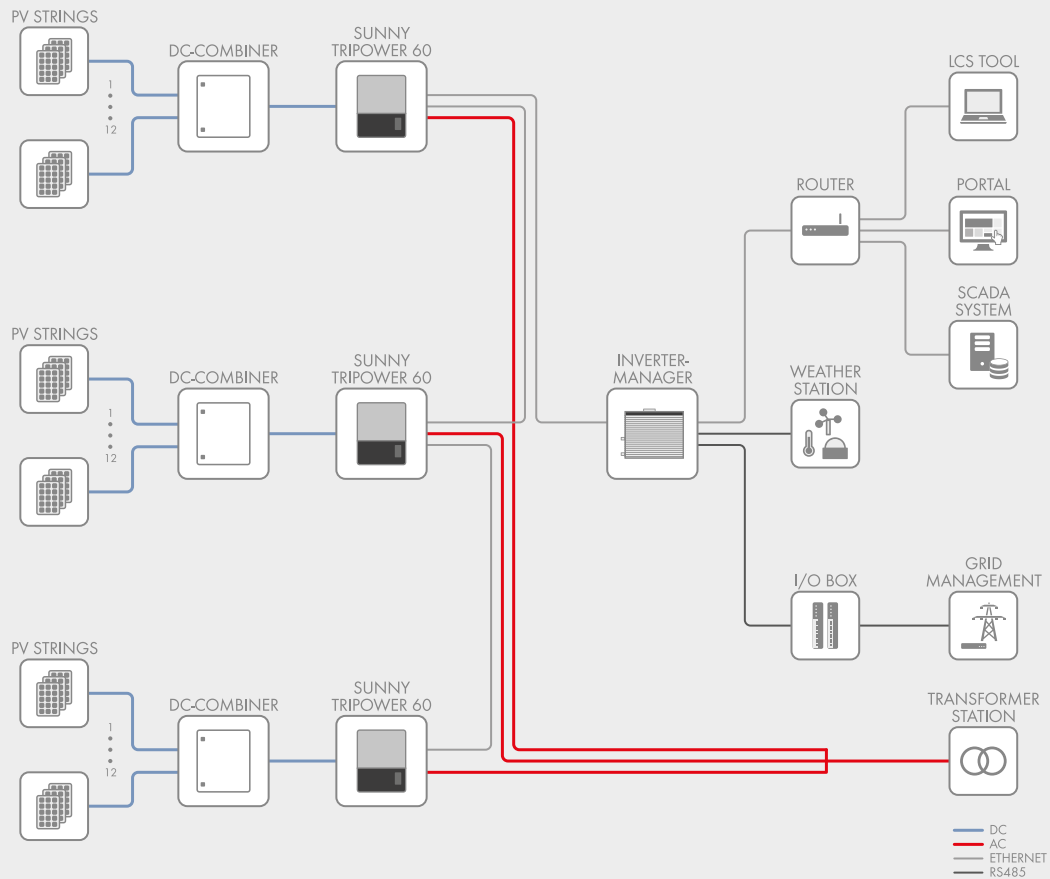 PV STRINGS
DC-COMBINER
SUNNY
TRIPOWER 60
1
12
LCS TOOL
ROUTER
PORTAL
SCADA
SYSTEM
PV STRINGS
DC-COMBINER
SUNNY
TRIPOWER 60
1
12
INVERTER-
MANAGER
WEATHER
STATION
I/O BOX
GRID
MANAGEMENT
PV STRINGS
DC-COMBINER
SUNNY
TRIPOWER 60
1
12
TRANSFORMER
STATION
DC
AC
ETHERNET
RS485